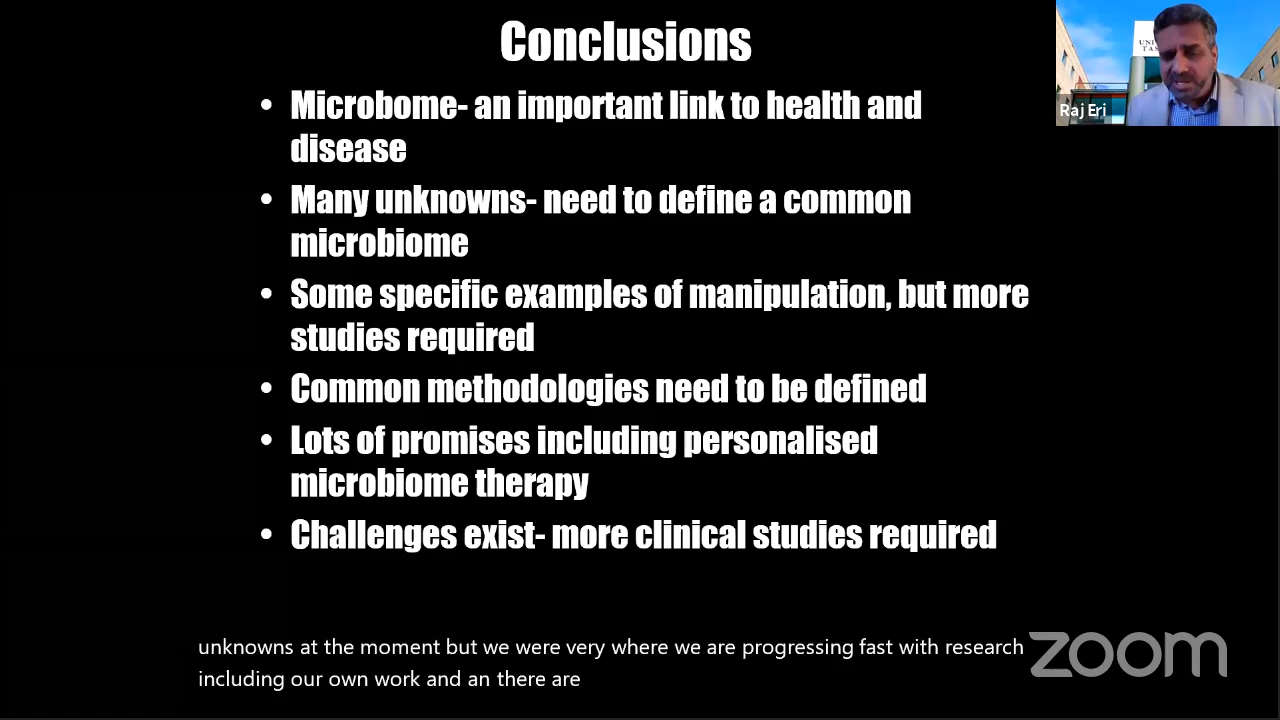 Conclusions
• Microbome- an important link to health and
disease
• Many unknowns- need to define a common
microbiome
• Some specific examples of manipulation, but more
studies required
• Common methodologies need to be defined
• Lots of promises including personalised
microbiome therapy
• Challenges exist- more clinical studies required
Raj Eri
unknowns at the moment but we were very where we are progressing fast with research
including our own work and an there are
zoom